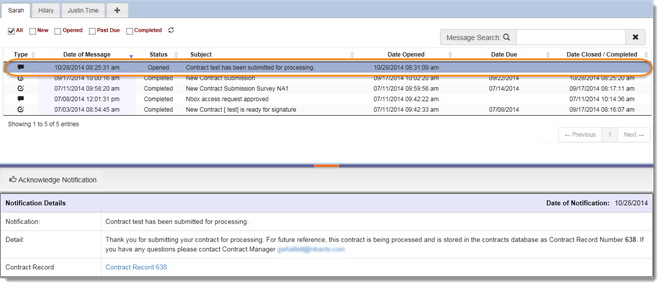 Sarah Hilary Justin Time +
All New Opened Past Due Completed
Message Search:
Type Date of Message Status Subject Date Opened Date Due Date Closed / Completed
10/28/2014 08:25:31 am Opened Contract test has been submitted for processing. 10/28/2014 08:31:09 am
09/17/2014 10:00:16 am Completed New Contract Submission 09/17/2014 10:02:20 am 09/22/2014 10/28/2014 08:25:20 am
07/11/2014 09:58:20 am Completed New Contract Submission Survey NA1 07/11/2014 09:59:56 am 07/14/2014 09/17/2014 08:17:11 am
07/08/2014 12:01:31 pm Completed Nbox access request approved 07/11/2014 09:42:22 am 07/11/2014 10:14:36 am
07/03/2014 08:54:45 am Completed New Contract [ test] is ready for signature 07/11/2014 09:42:33 am 07/08/2014 09/17/2014 08:16:07 am
Showing 1 to 5 of 5 entries
← Previous 1 Next →
Acknowledge Notification
Notification Details Date of Notification: 10/28/2014
Notification: Contract test has been submitted for processing.
Detail: Thank you for submitting your contract for processing. For future reference, this contract is being processed and is stored in the contracts database as Contract Record Number 638. If
you have any questions please contact Contract Manager
Contract Record Contract Record 638